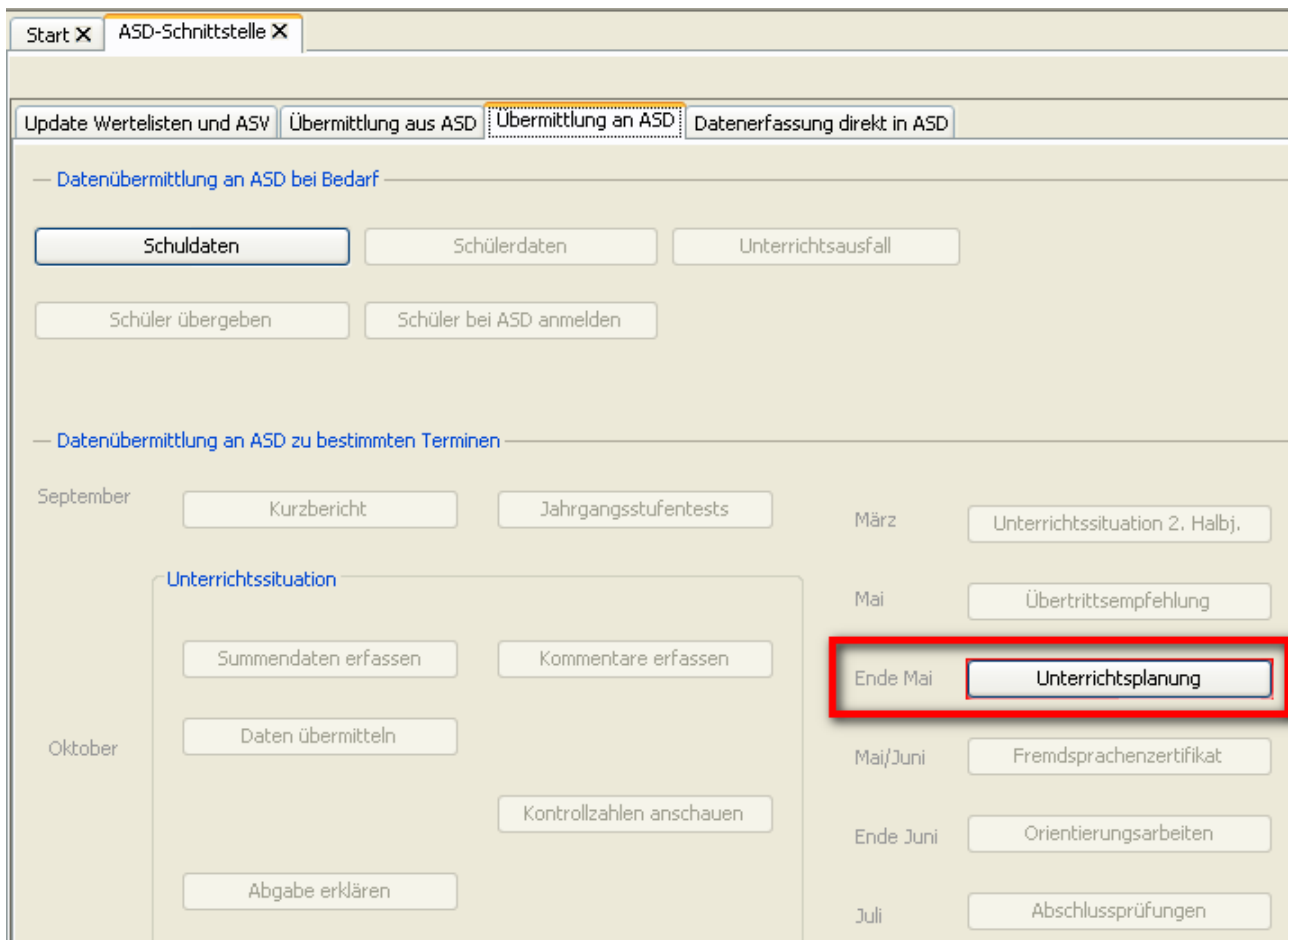 Start X ASD-Schnittstelle X
Update Wertelisten und ASV Übermittlung aus ASD Übermittlung an ASD Datenerfassung direkt in ASD
Datenübermittlung an ASD bei Bedarf
Schuldaten Schülerdaten Unterrichtsausfall
Schüler übergeben Schüler bei ASD anmelden
Datenübermittlung an ASD zu bestimmten Terminen
September Kurzbericht Jahrgangsstufentests
März Unterrichtssituation 2. Halbj.
Unterrichtssituation
Mai Übertrittsempfehlung
Summendaten erfassen Kommentare erfassen
Ende Mai Unterrichtsplanung
Oktober Daten übermitteln
Mai/Juni Fremdsprachenzertifikat
Kontrollzahlen anschauen
Ende Juni Orientierungsarbeiten
Abgabe erklären
Juli Abschlussprüfungen